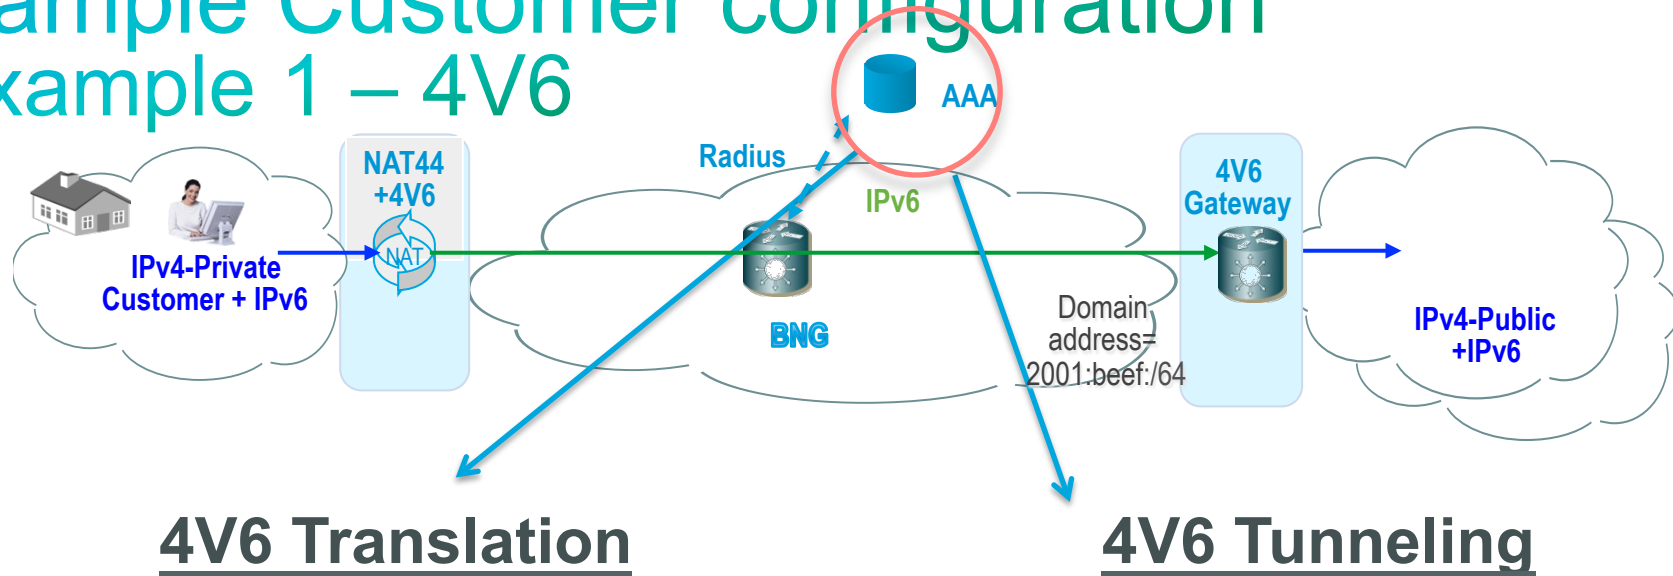 ample Customer configuration
xample 1 – 4V6
AAA
NAT44
+4V6
Radius
4V6
Gateway
IPv6
NAT
IPv4-Private
Customer + IPv6
BNG
Domain
address=
2001:beef:/64
IPv4-Public
+IPv6
4V6 Translation
4V6 Tunneling